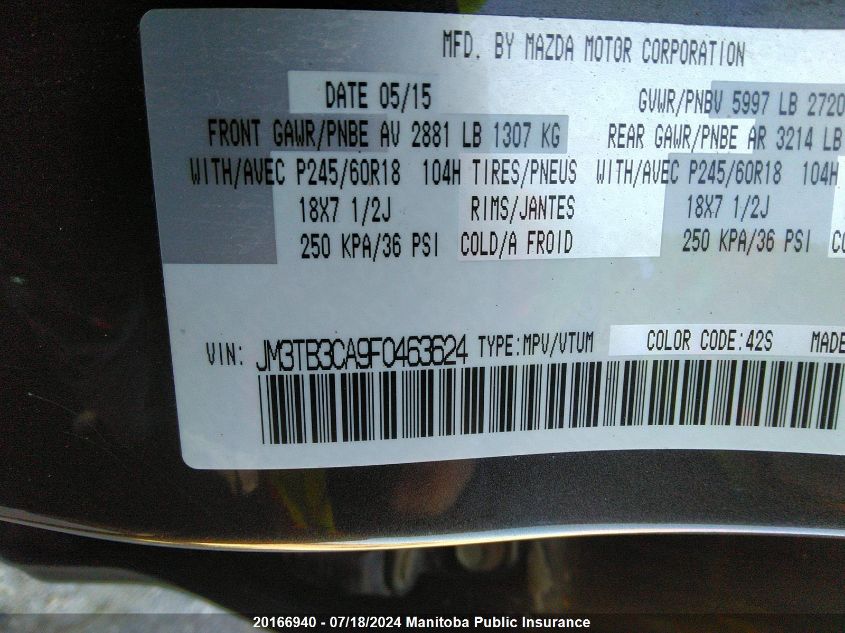 MFD. BY MAZDA MOTOR CORPORATION
DATE 05/15 GVWR/PNBV 5997 LB 2720
FRONT GAWR/PNBE AV 2881 LB 1307 KG REAR GAWR/PNBE AR 3214 LB
WITH/AVEC P245/60R18 104H TIRES/PNEUS WITH/AVEC P245/60R18 104H
18X7 1/2J RIMS/JANTES 18X7 1/2J
250 KPA/36 PSI COLD/A FROID 250 KPA/36 PSI
VIN: JM3TB3CA9F0463624 TYPE:MPV/VTUM COLOR CODE:42S MADE
20166940 - 07/18/2024 Manitoba Public Insurance